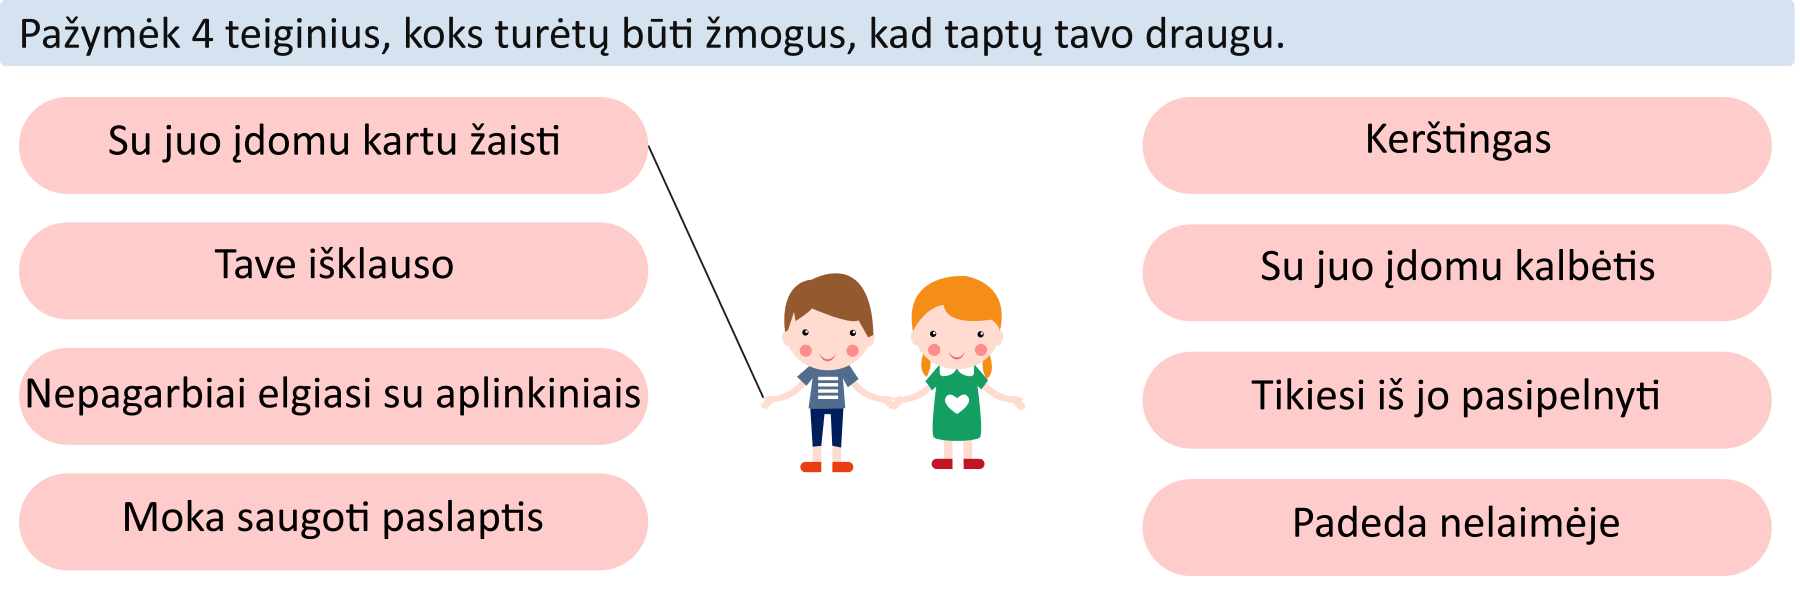 Pažymėk 4 teiginius, koks turėtų būti žmogus, kad taptų tavo draugu.
Su juo įdomu kartu žaisti
Tave išklauso
Nepagarbiai elgiasi su aplinkiniais
Moka saugoti paslaptis
Kerštingas
Su juo įdomu kalbėtis
Tikiesi iš jo pasipelnyti
Padeda nelaimėje